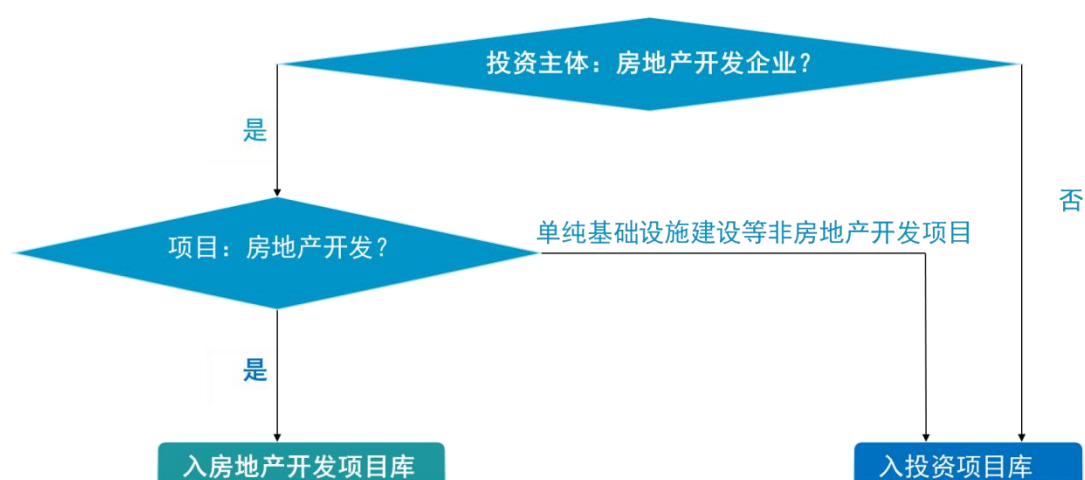 投资主体：房地产开发企业？
是
否
项目：房地产开发？
单纯基础设施建设等非房地产开发项目
是
入房地产开发项目库
入投资项目库